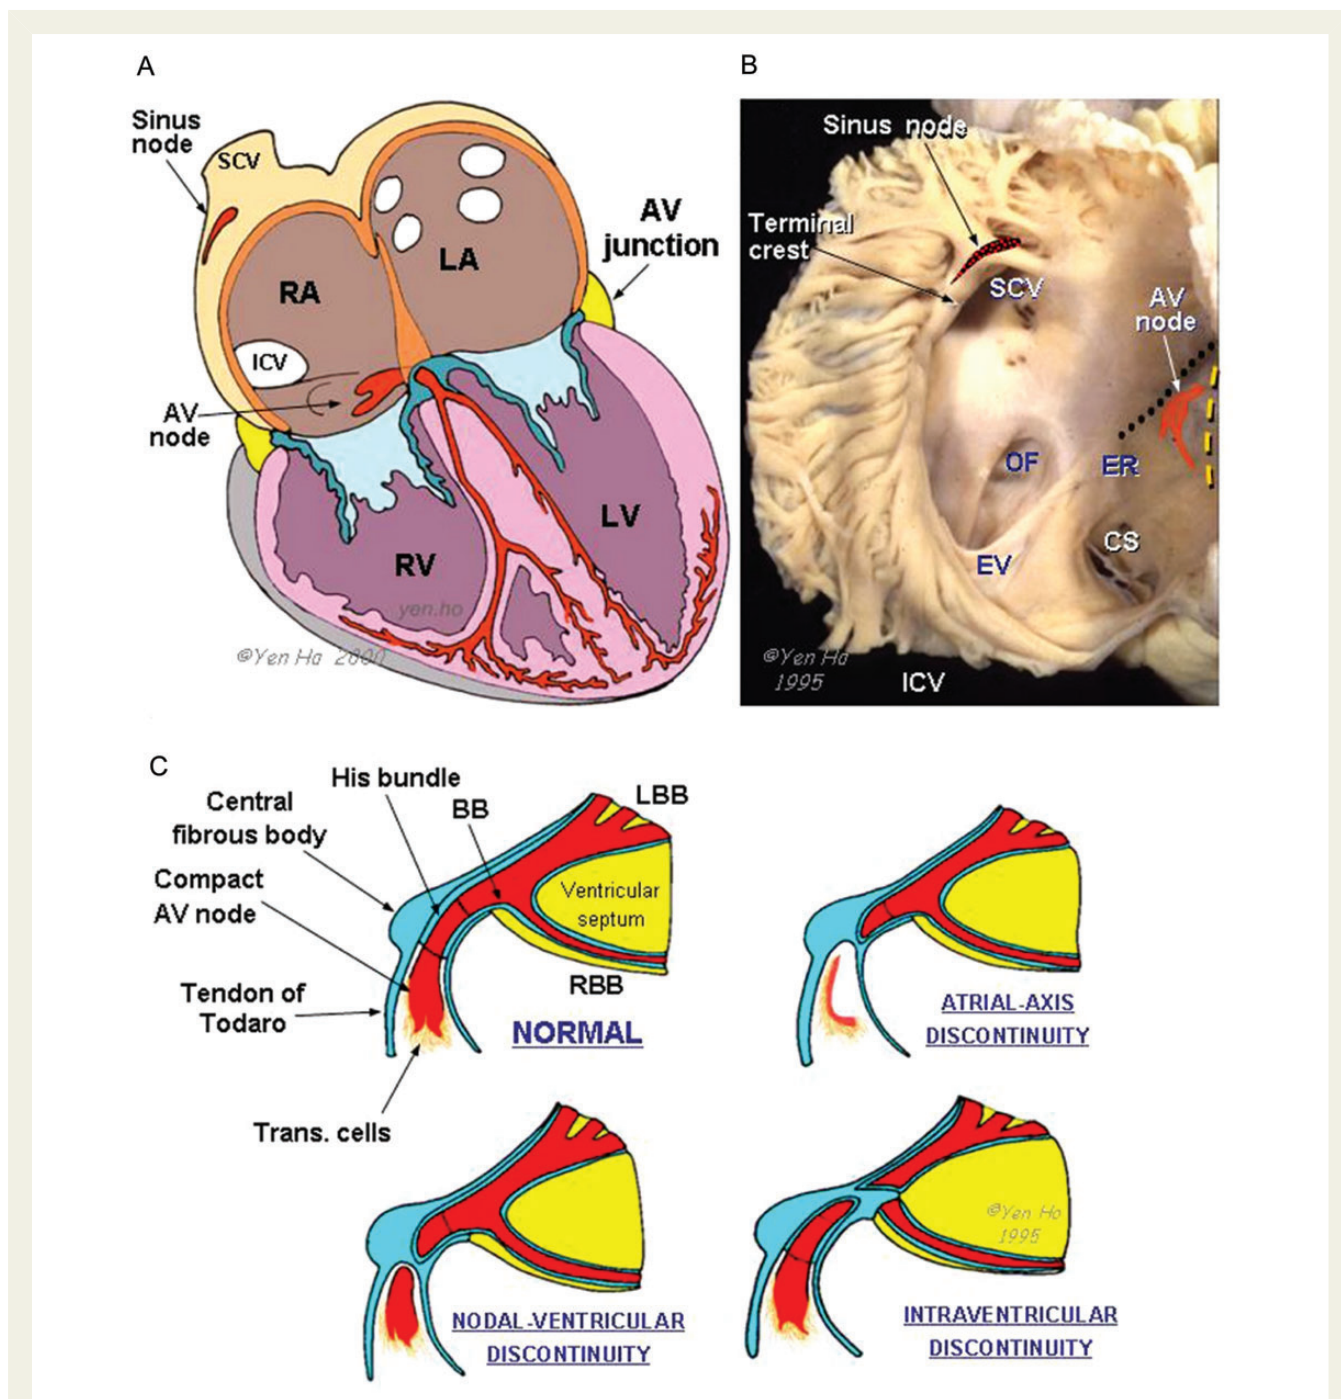 A
Sinus
node
SCV
AV
junction
LA
RA
ICV
AV
node
LV
RV
yen.ho
©Yen Ho 2000
B
Sinus node
Terminal
crest
SCV
AV
node
OF
ER
CS
EV
©Yen Ho
1995
ICV
C
His bundle
Central
fibrous body
BB
LBB
Compact
AV node
Ventricular
septum
RBB
Tendon of
Todaro
NORMAL
Trans. cells
ATRIAL-AXIS
DISCONTINUITY
NODAL-VENTRICULAR
DISCONTINUITY
©Yen Ho
1995
INTRAVENTRICULAR
DISCONTINUITY